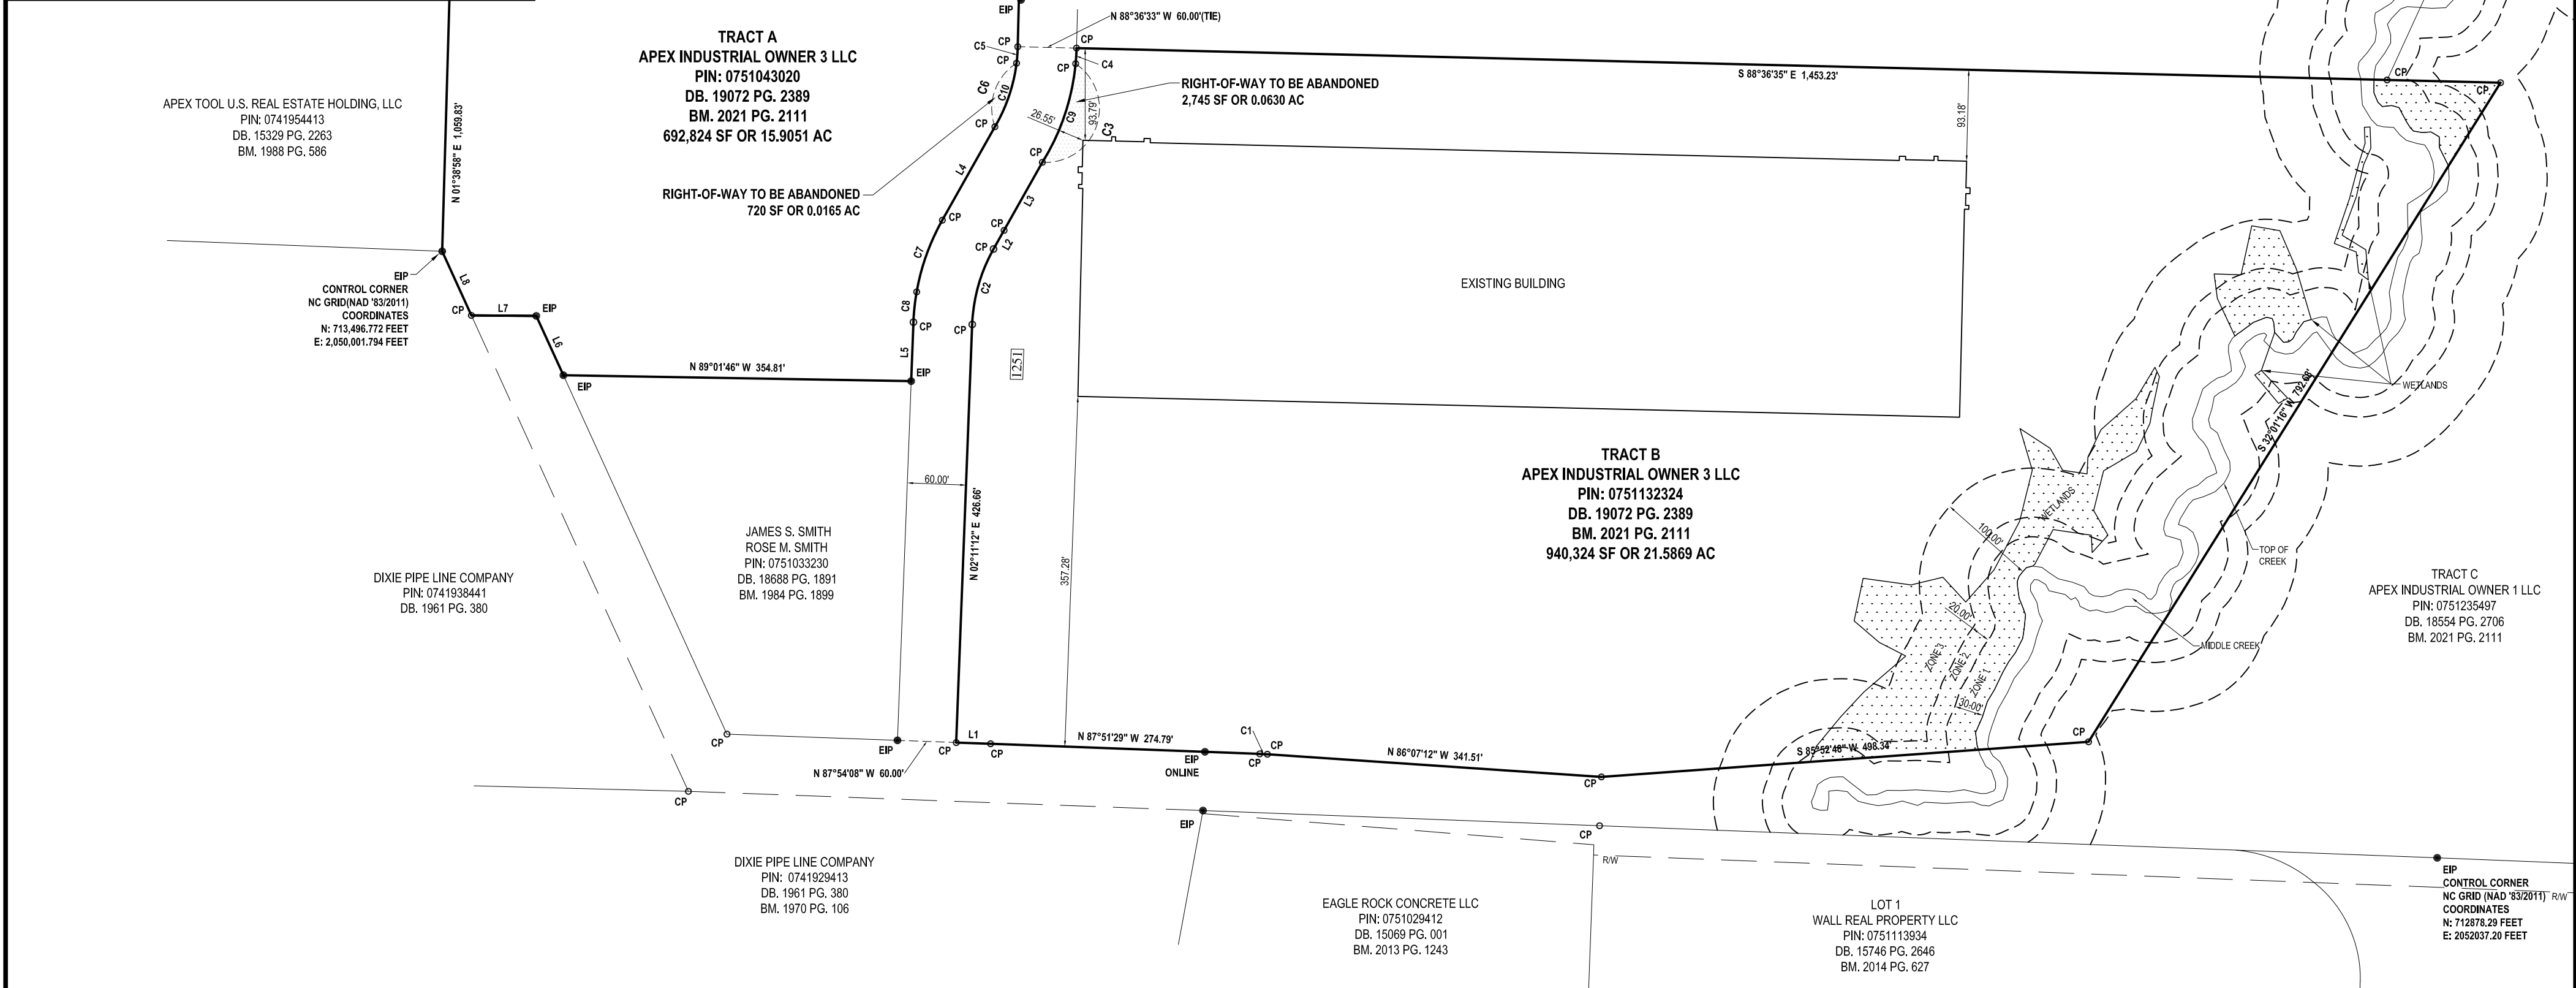 EIP
N 88°36'33" W 60.00'(TIE)
TRACT A
APEX INDUSTRIAL OWNER 3 LLC
PIN: 0751043020
DB. 19072 PG. 2389
BM. 2021 PG. 2111
692,824 SF OR 15.9051 AC
C5
CP
CP
CP
CP
C4
C6
C10
C9
C3
26.55'
93.79'
RIGHT-OF-WAY TO BE ABANDONED
2,745 SF OR 0.0630 AC
S 88°36'35" E 1,453.23'
CP
CP
93.18'
APEX TOOL U.S. REAL ESTATE HOLDING, LLC
PIN: 0741954413
DB. 15329 PG. 2263
BM. 1988 PG. 586
N 01°38'58" E 1,059.83'
CP
CP
L4
L3
RIGHT-OF-WAY TO BE ABANDONED
720 SF OR 0.0165 AC
CP
CP
CP
L2
C7
C2
C8
CP
CP
L5
EIP
EIP
CONTROL CORNER
NC GRID(NAD '83/2011)
COORDINATES
N: 713,496.772 FEET
E: 2,050,001.794 FEET
L8
CP
L7
EIP
L6
EIP
N 89°01'46" W 354.81'
1251
EXISTING BUILDING
WETLANDS
S 32°01'16" W 792.68'
TRACT B
APEX INDUSTRIAL OWNER 3 LLC
PIN: 0751132324
DB. 19072 PG. 2389
BM. 2021 PG. 2111
940,324 SF OR 21.5869 AC
60.00'
N 02°11'12" E 426.66'
357.28'
JAMES S. SMITH
ROSE M. SMITH
PIN: 0751033230
DB. 18688 PG. 1891
BM. 1984 PG. 1899
DIXIE PIPE LINE COMPANY
PIN: 0741938441
DB. 1961 PG. 380
WETLANDS
100.00'
TOP OF
CREEK
TRACT C
APEX INDUSTRIAL OWNER 1 LLC
PIN: 0751235497
DB. 18554 PG. 2706
BM. 2021 PG. 2111
20.00'
ZONE 3
ZONE 2
ZONE 1
30.00'
MIDDLE CREEK
CP
EIP
CP
L1
CP
N 87°54'08" W 60.00'
N 87°51'29" W 274.79'
EIP
ONLINE
C1
CP
CP
N 86°07'12" W 341.51'
CP
S 85°52'48" W 498.34'
CP
CP
EIP
CP
R/W
DIXIE PIPE LINE COMPANY
PIN: 0741929413
DB. 1961 PG. 380
BM. 1970 PG. 106
EAGLE ROCK CONCRETE LLC
PIN: 0751029412
DB. 15069 PG. 001
BM. 2013 PG. 1243
LOT 1
WALL REAL PROPERTY LLC
PIN: 0751113934
DB. 15746 PG. 2646
BM. 2014 PG. 627
EIP
CONTROL CORNER
NC GRID (NAD '83/2011) R/W
COORDINATES
N: 712878.29 FEET
E: 2052037.20 FEET